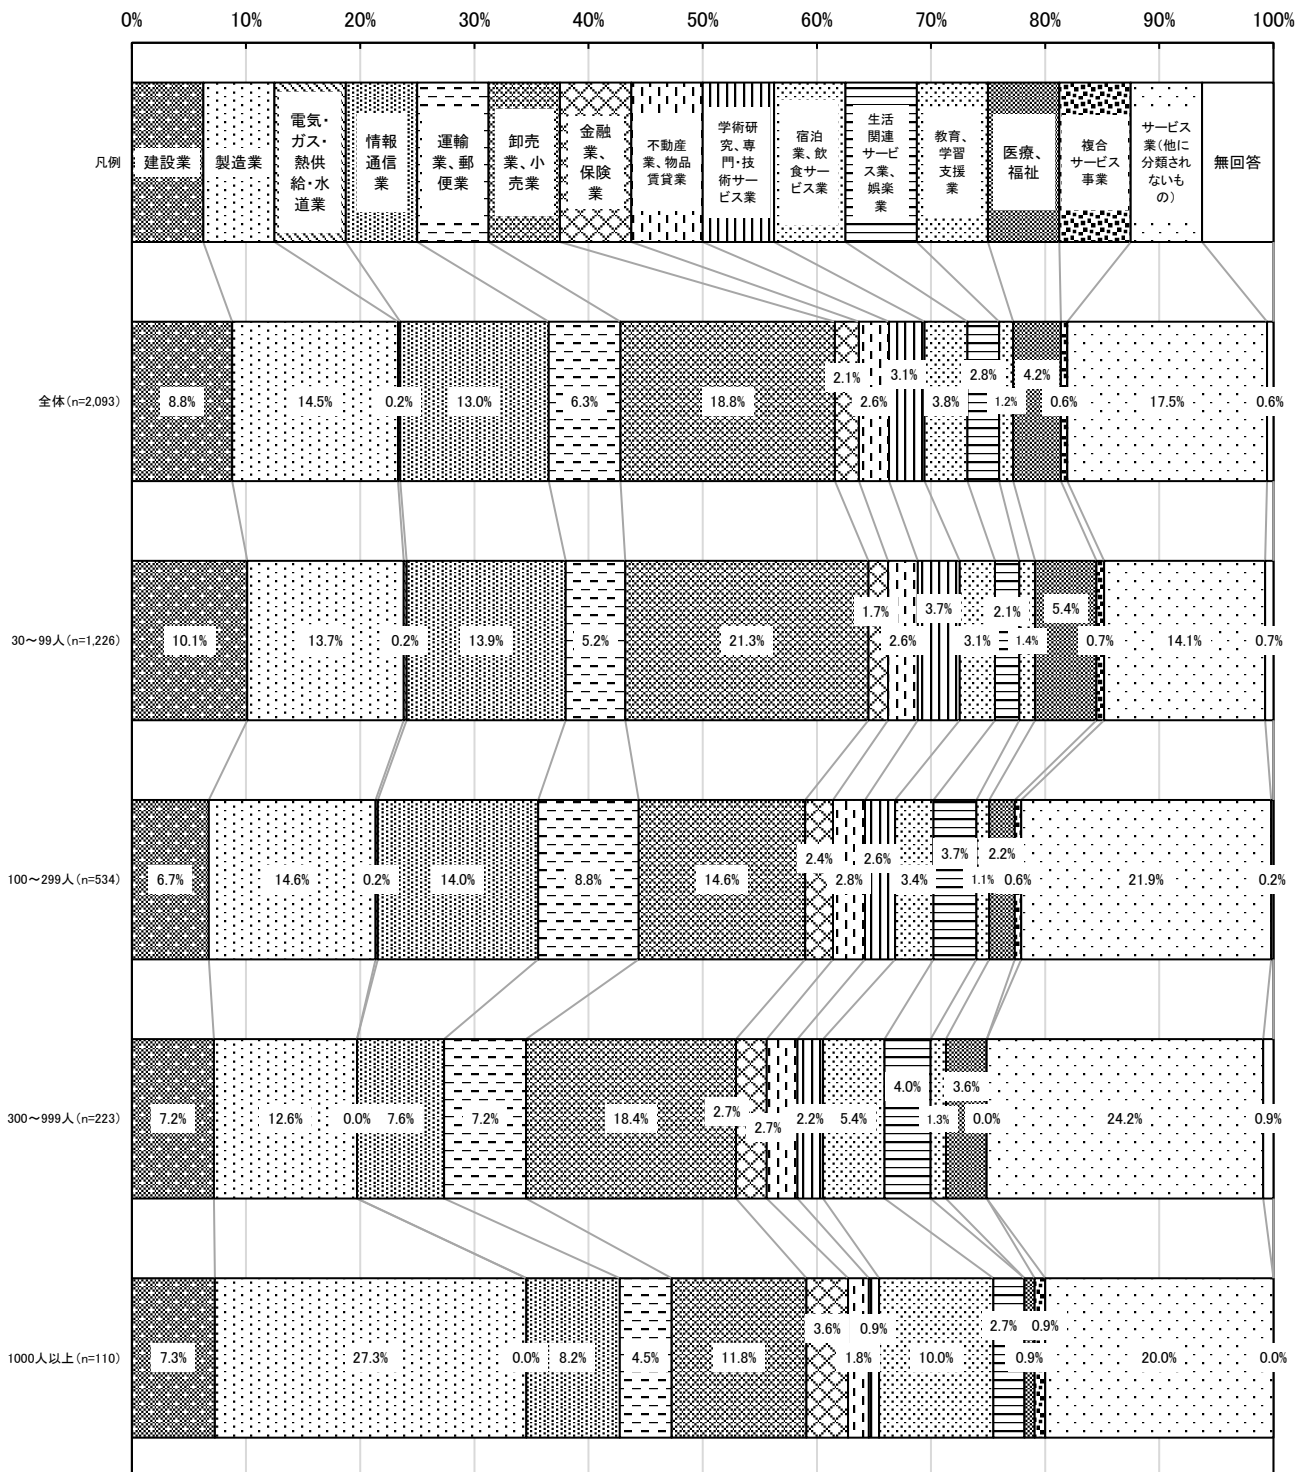 0% 10% 20% 30% 40% 50% 60% 70% 80% 90% 100%
凡例
建設業
製造業
電気・
ガス・
熱供
給・水
道業
情報
通信
業
運輸
業、郵
便業
卸売
業、小
売業
金融
業、
保険
業
不動産
業、物品
賃貸業
学術研
究、専
門・技
術サー
ビス業
宿泊
業、飲
食サー
ビス業
生活
関連
サービ
ス業、
娯楽
業
教育、
学習
支援
業
医療、
福祉
複合
サービス
事業
サービス
業(他に
分類され
ないも
の)
無回答
全体(n=2,093)
8.8% 14.5% 0.2% 13.0% 6.3% 18.8% 2.1% 2.6% 3.1% 3.8% 2.8% 1.2% 4.2% 0.6% 17.5% 0.6%
30～99人(n=1,226)
10.1% 13.7% 0.2% 13.9% 5.2% 21.3% 1.7% 2.6% 3.7% 3.1% 2.1% 1.4% 5.4% 0.7% 14.1% 0.7%
100～299人(n=534)
6.7% 14.6% 0.2% 14.0% 8.8% 14.6% 2.4% 2.8% 2.6% 3.4% 3.7% 1.1% 2.2% 0.6% 21.9% 0.2%
300～999人(n=223)
7.2% 12.6% 0.0% 7.6% 7.2% 18.4% 2.7% 2.7% 2.2% 5.4% 4.0% 1.3% 3.6% 0.0% 24.2% 0.9%
1000人以上(n=110)
7.3% 27.3% 0.0% 8.2% 4.5% 11.8% 3.6% 1.8% 0.9% 10.0% 2.7% 0.9% 0.9% 20.0% 0.0%